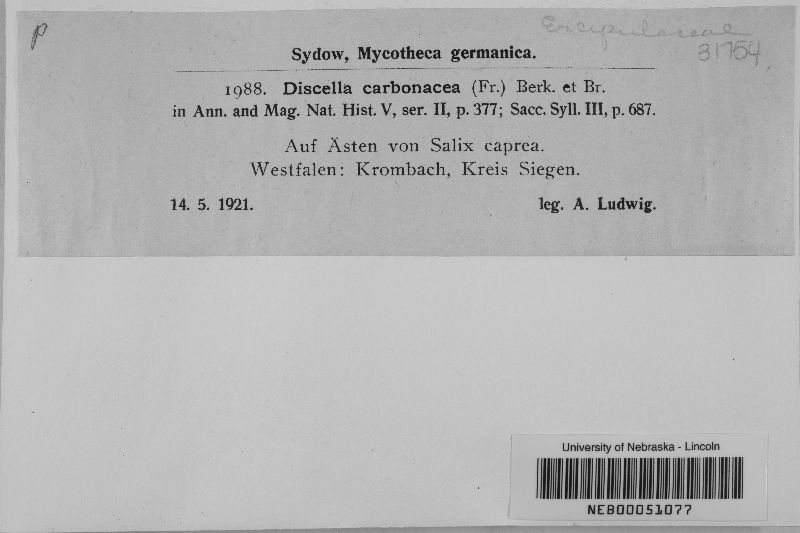 p
Excipulaceae
31754
Sydow, Mycotheca germanica.
1988. Discella carbonacea (Fr.) Berk. et Br.
in Ann. and Mag. Nat. Hist. V, ser. II, p. 377; Sacc. Syll. III, p. 687.
Auf Ästen von Salix caprea.
Westfalen: Krombach, Kreis Siegen.
14. 5. 1921. leg. A. Ludwig.
University of Nebraska - Lincoln
NEB00051077